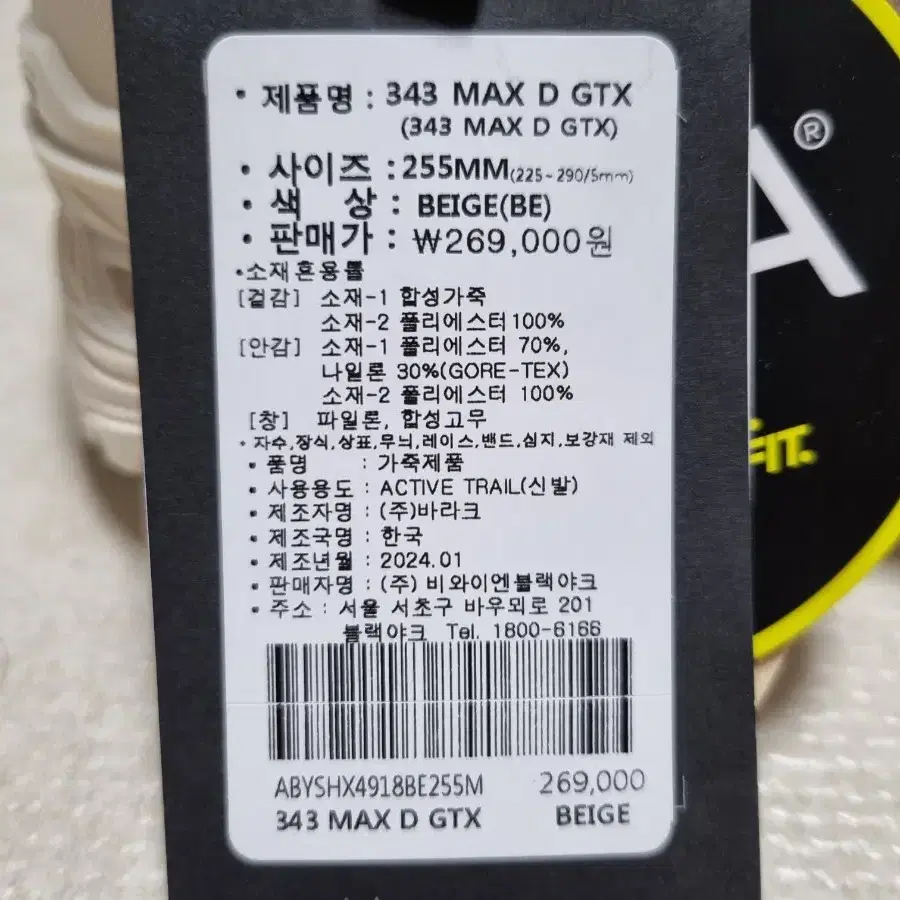 • 제품명 : 343 MAX D GTX
(343 MAX D GTX)
• 사이즈 : 255MM(225~290/5mm)
• 색 상 : BEIGE(BE)
• 판매가 : ₩269,000원
•소재혼용률
[겉감] 소재-1 합성가죽
소재-2 폴리에스터100%
[안감] 소재-1 폴리에스터 70%,
나일론 30%(GORE-TEX)
소재-2 폴리에스터 100%
[창] 파일론, 합성고무
* 자수,장식,상표,무늬,레이스,밴드,심지,보강재 제외
• 품명 : 가죽제품
• 사용용도 : ACTIVE TRAIL(신발)
• 제조자명 : (주)바라크
• 제조국명 : 한국
• 제조년월 : 2024.01
• 판매자명 : (주) 비와이엔블랙야크
• 주소 : 서울 서초구 바우뫼로 201
블랙야크 Tel. 1800-6166
ABYSHX4918BE255M 269,000
343 MAX D GTX BEIGE
A®
FIT.